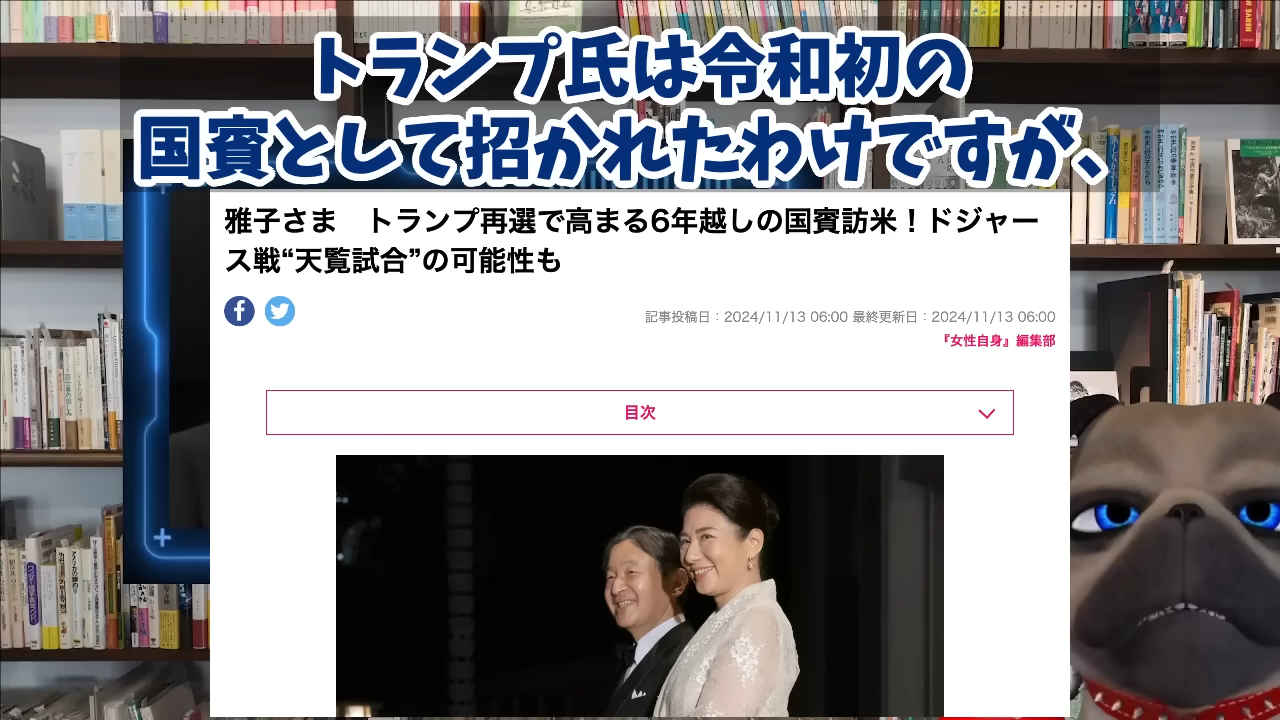 トランプ氏は令和初の
国賓として招かれたわけですが、
雅子さま　トランプ再選で高まる6年越しの国賓訪米！ドジャー
ス戦“天覧試合”の可能性も
記事投稿日：2024/11/13 06:00 最終更新日：2024/11/13 06:00
『女性自身』編集部
目次